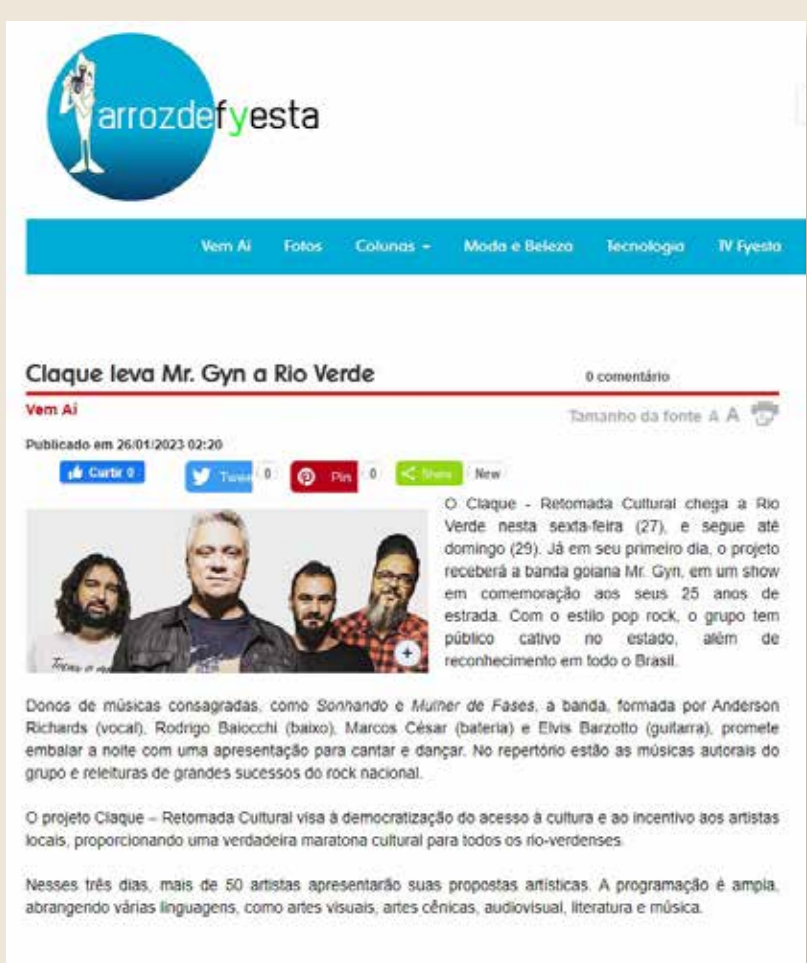 arrozdefyesta
Vem Aí Fotos Colunas Moda e Beleza Tecnologia TV Fyesta
Claque leva Mr. Gyn a Rio Verde
0 comentário
Vem Aí
Tamanho da fonte A A
Publicado em 26/01/2023 02:20
Curtir 0 Tweet 0 Pin 0 Share New
O Claque - Retomada Cultural chega a Rio
Verde nesta sexta-feira (27), e segue até
domingo (29). Já em seu primeiro dia, o projeto
receberá a banda goiana Mr. Gyn, em um show
em comemoração aos seus 25 anos de
estrada. Com o estilo pop rock, o grupo tem
público cativo no estado, além de
reconhecimento em todo o Brasil.
Donos de músicas consagradas, como Sonhando e Mulher de Fases, a banda, formada por Anderson
Richards (vocal), Rodrigo Baiocchi (baixo), Marcos César (bateria) e Elvis Barzotto (guitarra), promete
embalar a noite com uma apresentação para cantar e dançar. No repertório estão as músicas autorais do
grupo e releituras de grandes sucessos do rock nacional.
O projeto Claque – Retomada Cultural visa à democratização do acesso à cultura e ao incentivo aos artistas
locais, proporcionando uma verdadeira maratona cultural para todos os rio-verdenses.
Nesses três dias, mais de 50 artistas apresentarão suas propostas artísticas. A programação é ampla,
abrangendo várias linguagens, como artes visuais, artes cênicas, audiovisual, literatura e música.